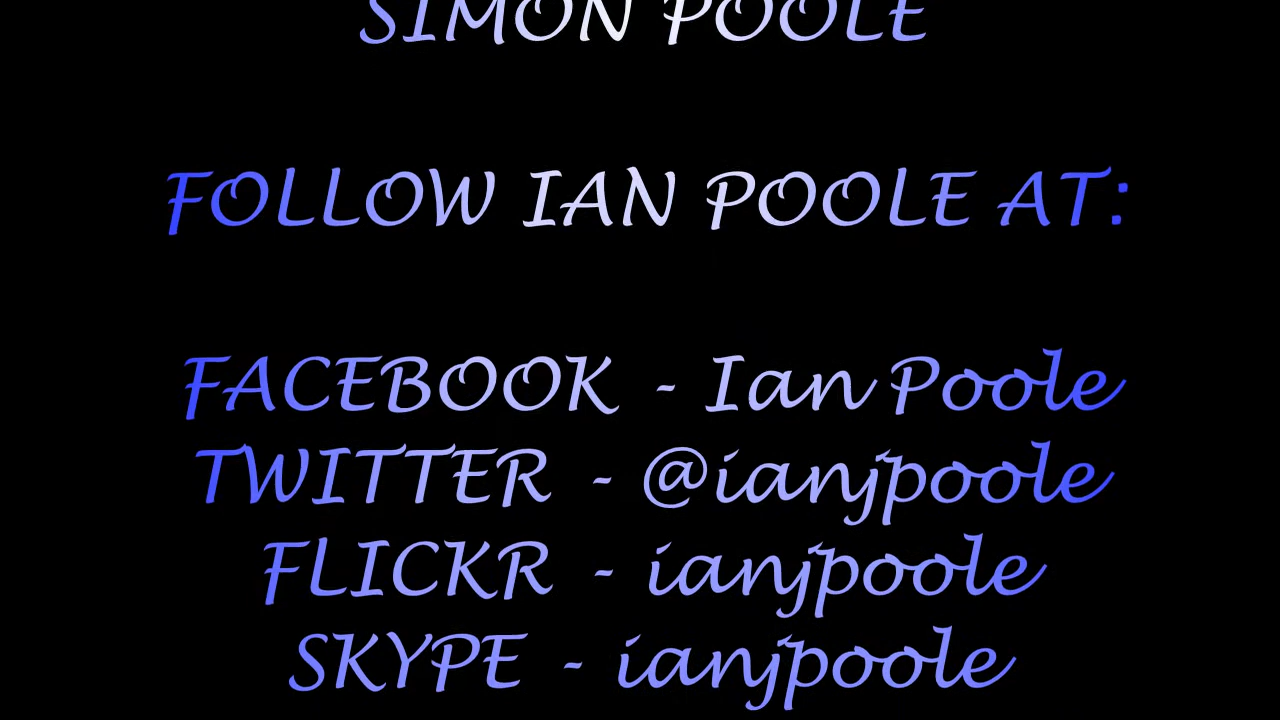 SIMON POOLE
FOLLOW IAN POOLE AT:
FACEBOOK - Ian Poole
TWITTER - @ianjpoole
FLICKR - ianjpoole
SKYPE - ianjpoole